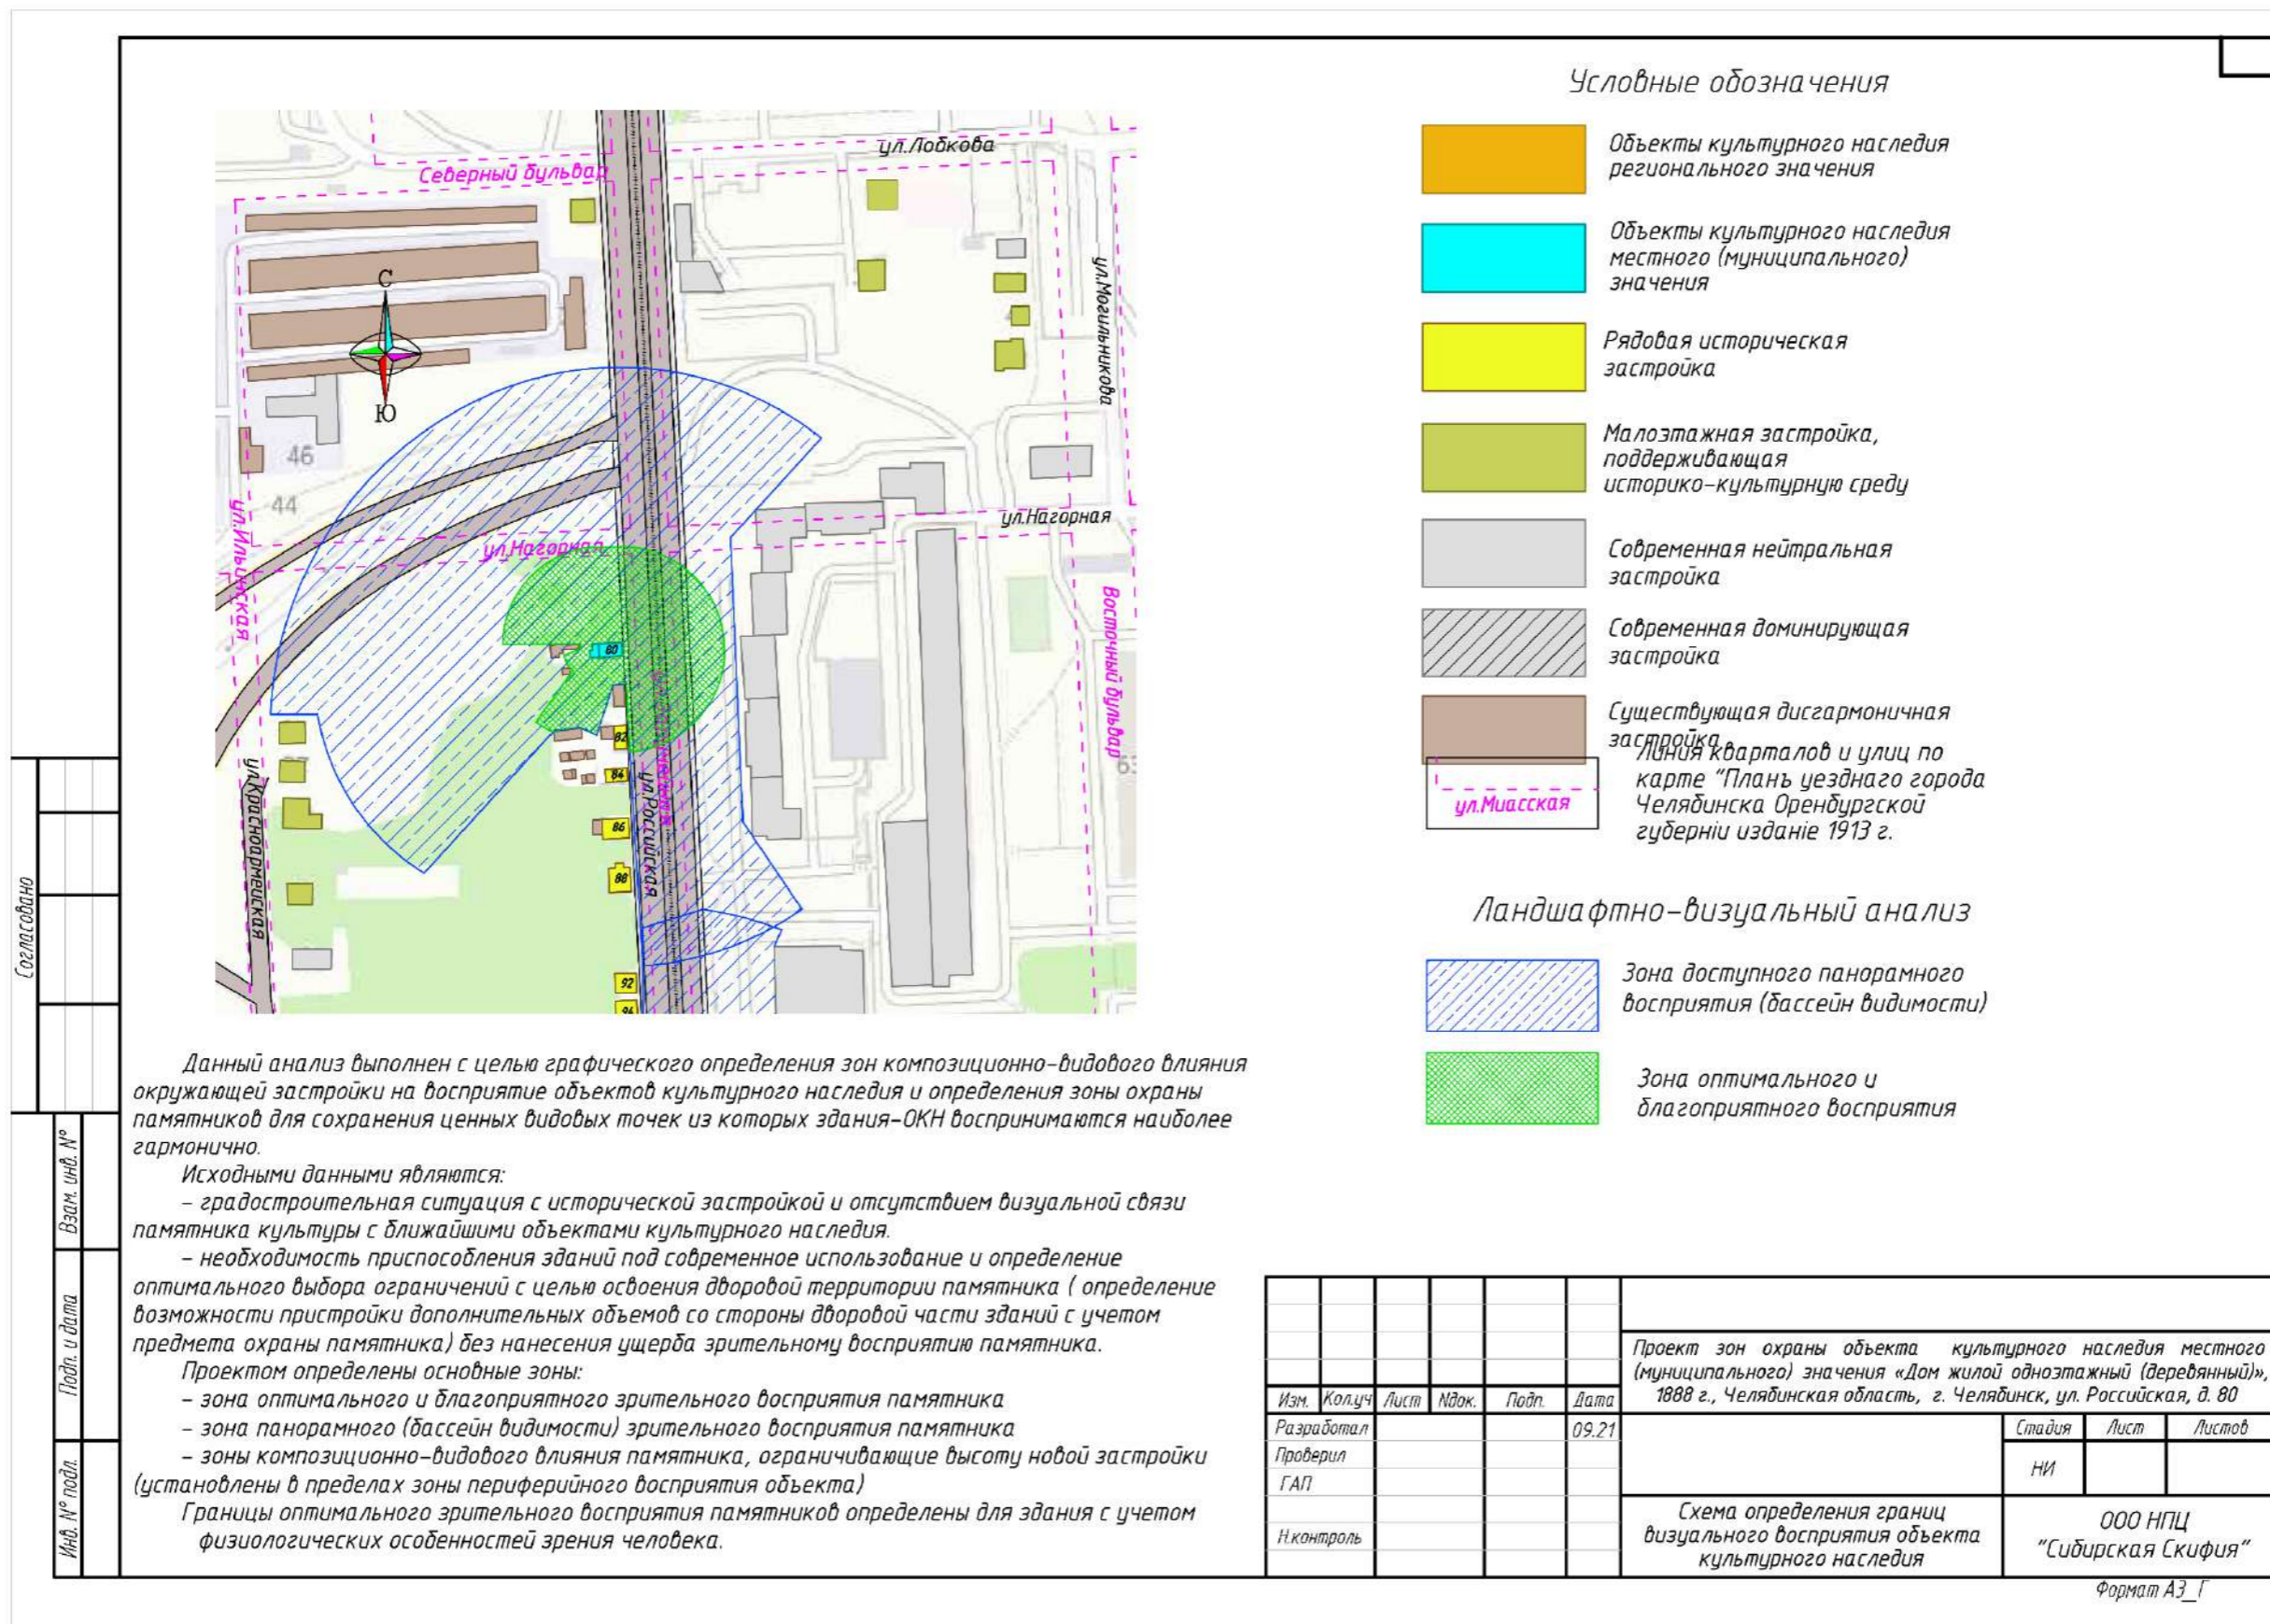 Условные обозначения
Объекты культурного наследия
регионального значения
Объекты культурного наследия
местного (муниципального)
значения
Рядовая историческая
застройка
Малоэтажная застройка,
поддерживающая
историко-культурную среду
Современная нейтральная
застройка
Современная доминирующая
застройка
Существующая дисгармоничная
застройка
ул.Миасская
Линия кварталов и улиц по
карте "Планъ уезднаго города
Челябинска Оренбургской
губернiи изданiе 1913 г.
Ландшафтно-визуальный анализ
Зона доступного панорамного
восприятия (бассейн видимости)
Зона оптимального и
благоприятного восприятия
ул.Лобкова
Северный бульвар
ул.Могильникова
С
Ю
46
44
ул.Ильинская
ул.Нагорная
ул.Нагорная
Восточный бульвар
80
82
84
86
88
92
94
ул.Российская
ул.Красноармейская
Данный анализ выполнен с целью графического определения зон композиционно-видового влияния
окружающей застройки на восприятие объектов культурного наследия и определения зоны охраны
памятников для сохранения ценных видовых точек из которых здания-ОКН воспринимаются наиболее
гармонично.
Исходными данными являются:
- градостроительная ситуация с исторической застройкой и отсутствием визуальной связи
памятника культуры с ближайшими объектами культурного наследия.
- необходимость приспособления зданий под современное использование и определение
оптимального выбора ограничений с целью освоения дворовой территории памятника ( определение
возможности пристройки дополнительных объемов со стороны дворовой части зданий с учетом
предмета охраны памятника) без нанесения ущерба зрительному восприятию памятника.
Проектом определены основные зоны:
- зона оптимального и благоприятного зрительного восприятия памятника
- зона панорамного (бассейн видимости) зрительного восприятия памятника
- зоны композиционно-видового влияния памятника, ограничивающие высоту новой застройки
(установлены в пределах зоны периферийного восприятия объекта)
Границы оптимального зрительного восприятия памятников определены для здания с учетом
физиологических особенностей зрения человека.
Согласовано
Взам. инв. N°
Подп. и дата
Инв. N° подл.
Изм. Кол.уч Лист Nдок. Подп. Дата
Разработал 09.21
Проверил
ГАП
Н.контроль
Проект зон охраны объекта культурного наследия местного
(муниципального) значения «Дом жилой одноэтажный (деревянный)»,
1888 г., Челябинская область, г. Челябинск, ул. Российская, д. 80
Стадия Лист Листов
НИ
Схема определения границ
визуального восприятия объекта
культурного наследия
ООО НПЦ
"Сибирская Скифия"
Формат А3_Г